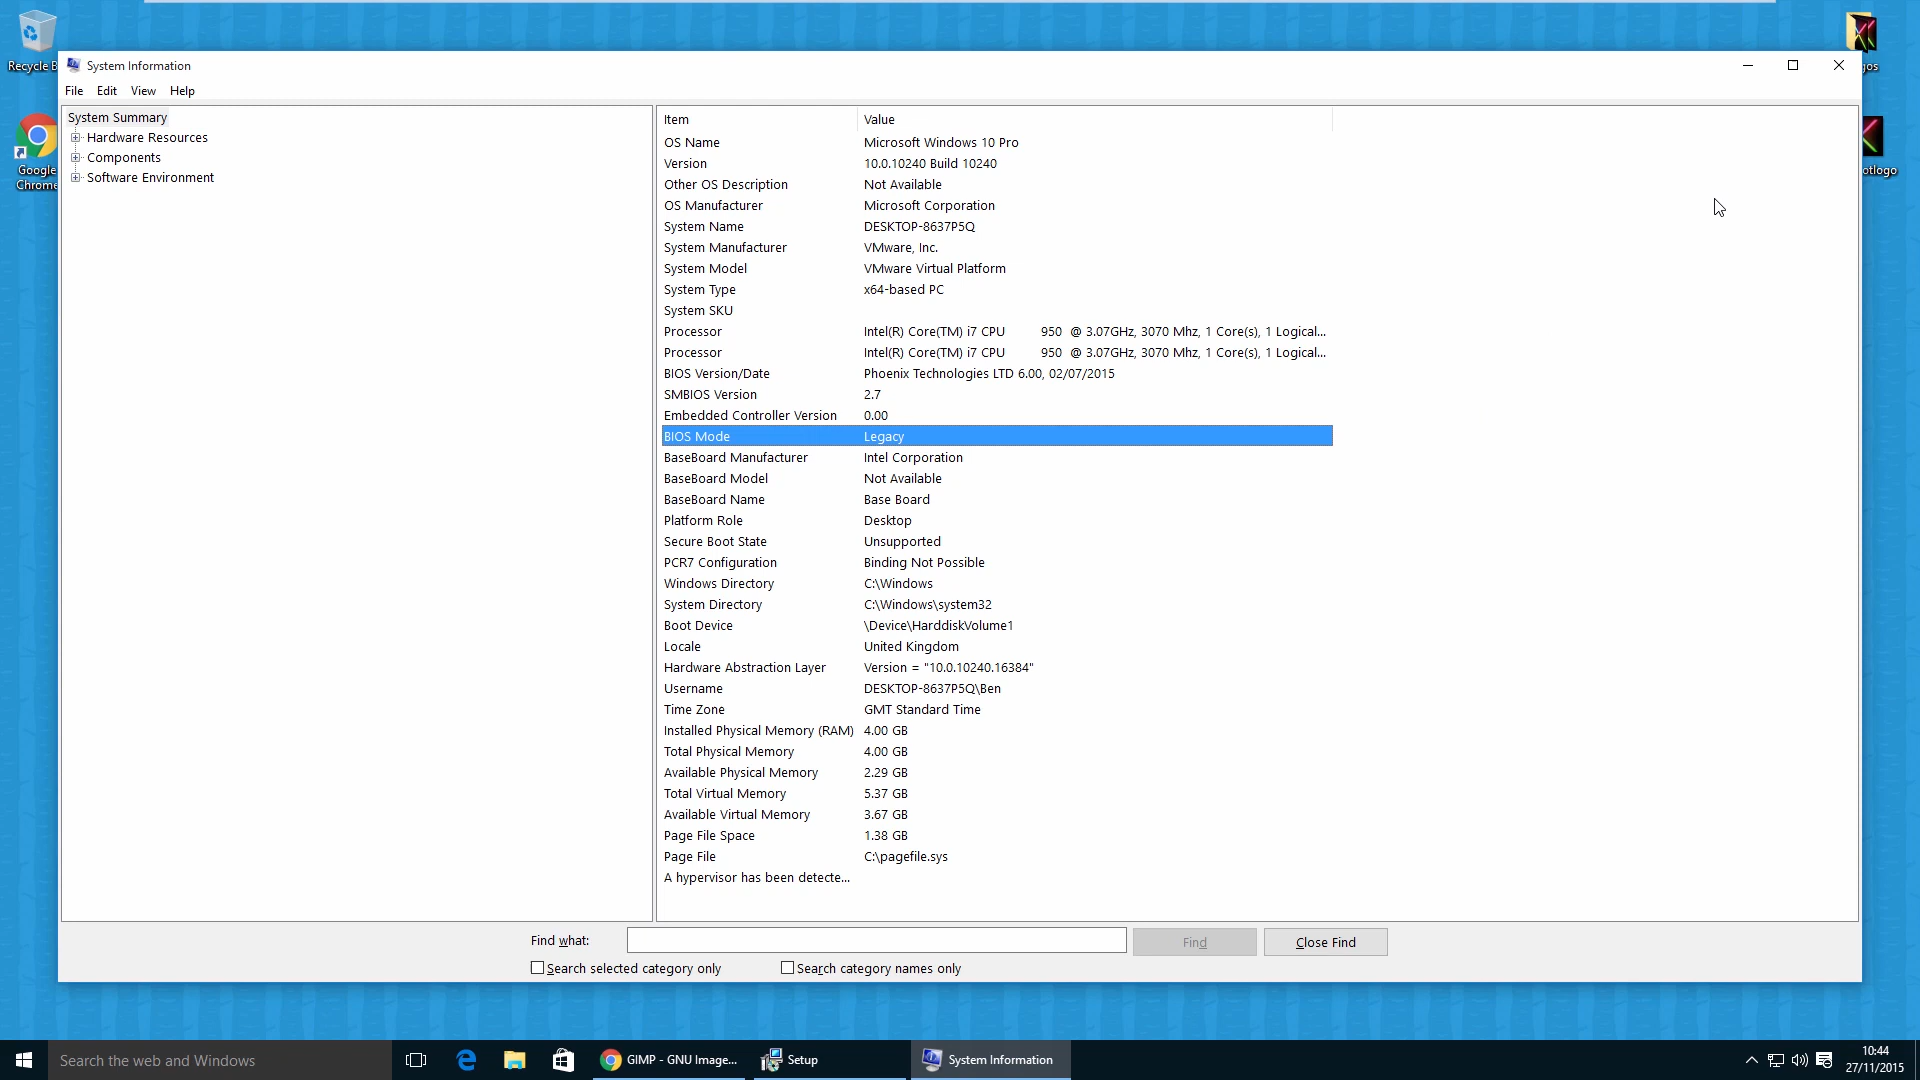 Recycle B
Google Chrome
gos
otlogo
System Information
File Edit View Help
System Summary
Hardware Resources
Components
Software Environment
Item Value
OS Name Microsoft Windows 10 Pro
Version 10.0.10240 Build 10240
Other OS Description Not Available
OS Manufacturer Microsoft Corporation
System Name DESKTOP-8637P5Q
System Manufacturer VMware, Inc.
System Model VMware Virtual Platform
System Type x64-based PC
System SKU
Processor Intel(R) Core(TM) i7 CPU 950 @ 3.07GHz, 3070 Mhz, 1 Core(s), 1 Logical...
Processor Intel(R) Core(TM) i7 CPU 950 @ 3.07GHz, 3070 Mhz, 1 Core(s), 1 Logical...
BIOS Version/Date Phoenix Technologies LTD 6.00, 02/07/2015
SMBIOS Version 2.7
Embedded Controller Version 0.00
BIOS Mode Legacy
BaseBoard Manufacturer Intel Corporation
BaseBoard Model Not Available
BaseBoard Name Base Board
Platform Role Desktop
Secure Boot State Unsupported
PCR7 Configuration Binding Not Possible
Windows Directory C:\Windows
System Directory C:\Windows\system32
Boot Device \Device\HarddiskVolume1
Locale United Kingdom
Hardware Abstraction Layer Version = "10.0.10240.16384"
Username DESKTOP-8637P5Q\Ben
Time Zone GMT Standard Time
Installed Physical Memory (RAM) 4.00 GB
Total Physical Memory 4.00 GB
Available Physical Memory 2.29 GB
Total Virtual Memory 5.37 GB
Available Virtual Memory 3.67 GB
Page File Space 1.38 GB
Page File C:\pagefile.sys
A hypervisor has been detecte...
Find what: Find Close Find
Search selected category only Search category names only
Search the web and Windows GIMP - GNU Image... Setup System Information 10:44
27/11/2015